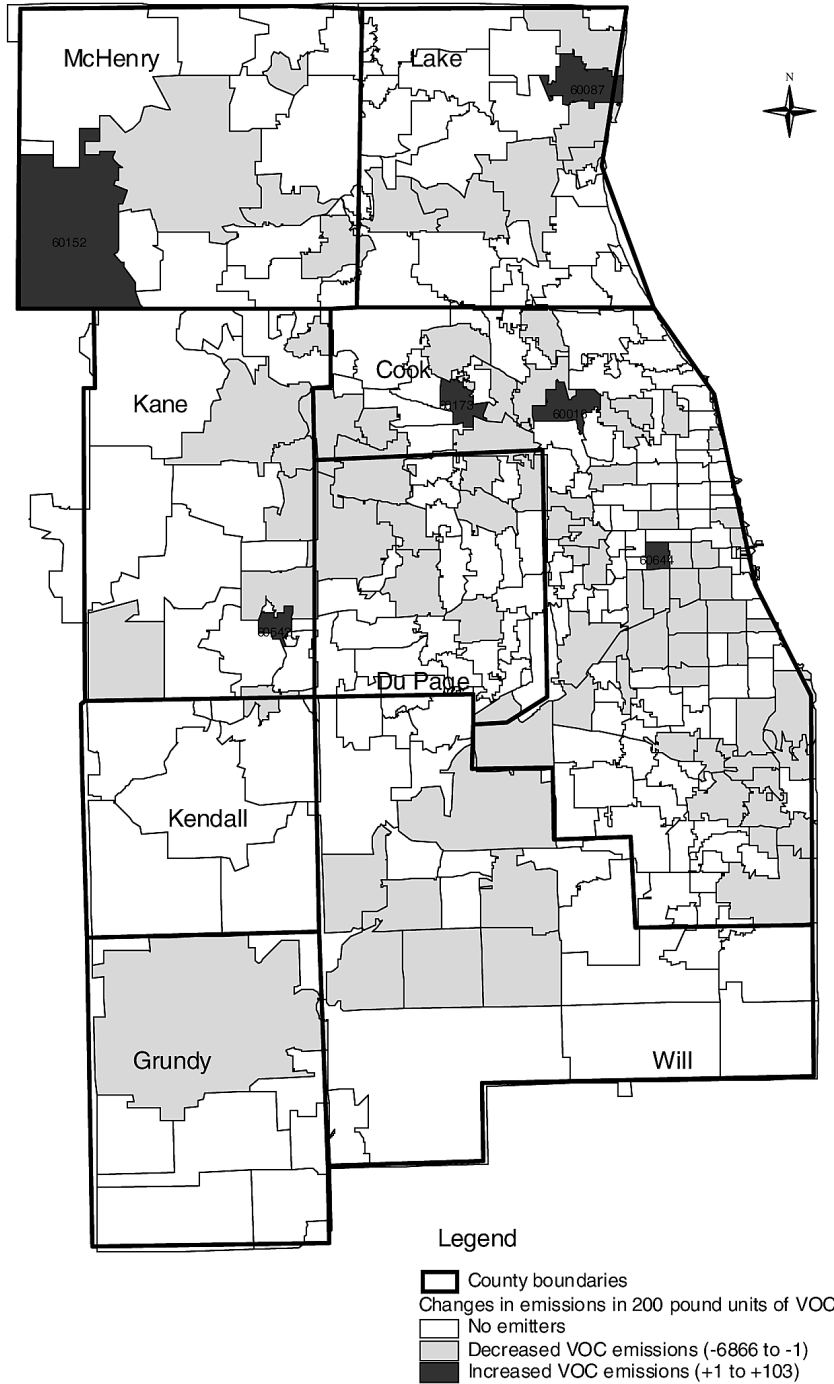 N
McHenry
Lake
60087
60152
Cook
60173
60016
Kane
60644
60542
Du Page
Kendall
Grundy
Will
Legend
County boundaries
Changes in emissions in 200 pound units of VOC
No emitters
Decreased VOC emissions (-6866 to -1)
Increased VOC emissions (+1 to +103)